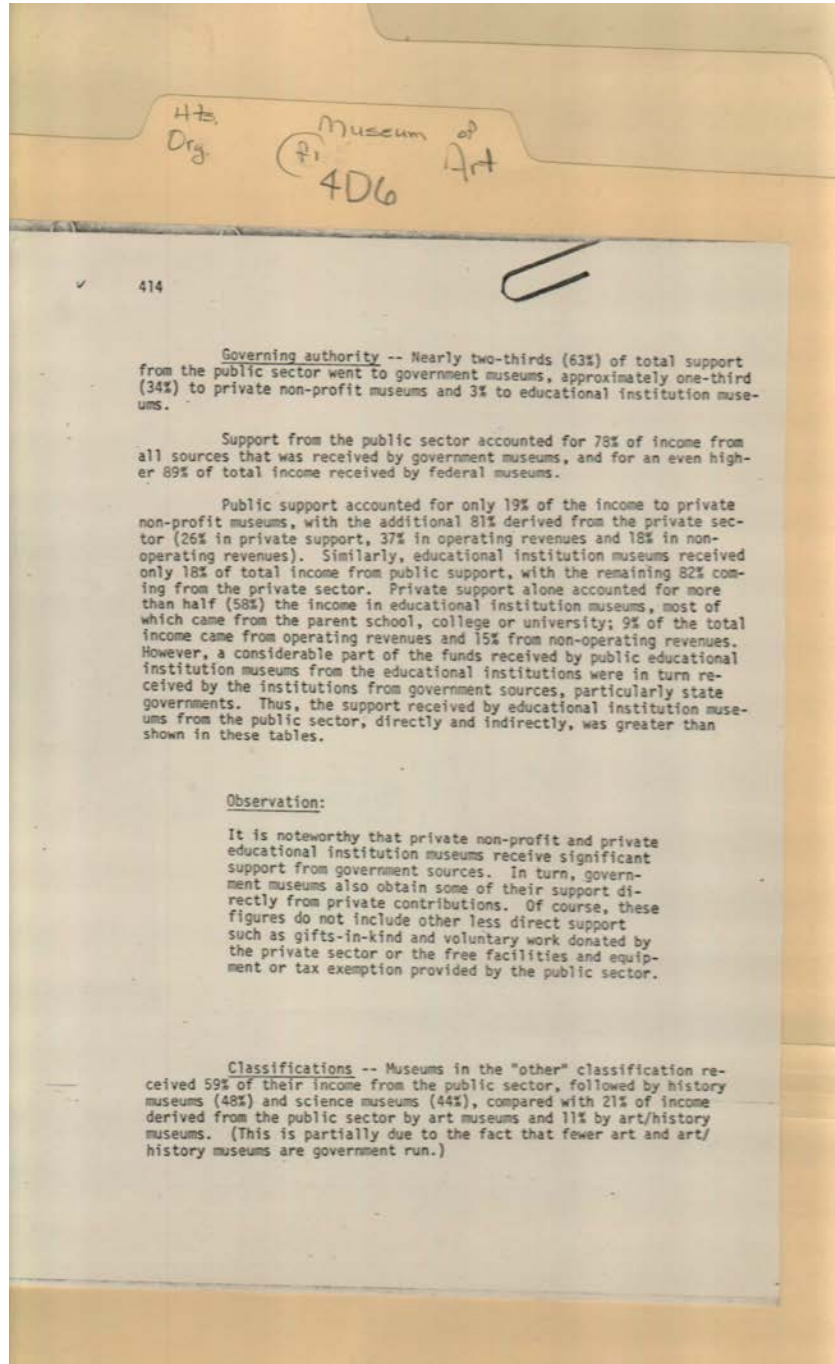 Hts. Museum of
Org. P1 Art
4D6
✓ 414
Governing authority -- Nearly two-thirds (63%) of total support
from the public sector went to government museums, approximately one-third
(34%) to private non-profit museums and 3% to educational institution muse-
ums.
Support from the public sector accounted for 78% of income from
all sources that was received by government museums, and for an even high-
er 89% of total income received by federal museums.
Public support accounted for only 19% of the income to private
non-profit museums, with the additional 81% derived from the private sec-
tor (26% in private support, 37% in operating revenues and 18% in non-
operating revenues). Similarly, educational institution museums received
only 18% of total income from public support, with the remaining 82% com-
ing from the private sector. Private support alone accounted for more
than half (58%) the income in educational institution museums, most of
which came from the parent school, college or university; 9% of the total
income came from operating revenues and 15% from non-operating revenues.
However, a considerable part of the funds received by public educational
institution museums from the educational institutions were in turn re-
ceived by the institutions from government sources, particularly state
governments. Thus, the support received by educational institution muse-
ums from the public sector, directly and indirectly, was greater than
shown in these tables.
Observation:
It is noteworthy that private non-profit and private
educational institution museums receive significant
support from government sources. In turn, govern-
ment museums also obtain some of their support di-
rectly from private contributions. Of course, these
figures do not include other less direct support
such as gifts-in-kind and voluntary work donated by
the private sector or the free facilities and equip-
ment or tax exemption provided by the public sector.
Classifications -- Museums in the "other" classification re-
ceived 59% of their income from the public sector, followed by history
museums (48%) and science museums (44%), compared with 21% of income
derived from the public sector by art museums and 11% by art/history
museums. (This is partially due to the fact that fewer art and art/
history museums are government run.)